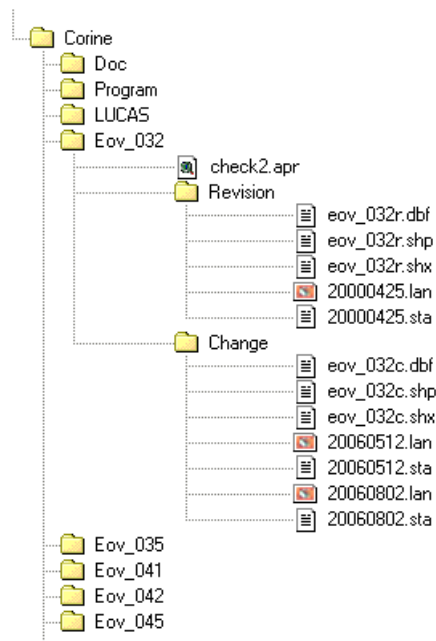 Corine
Doc
Program
LUCAS
Eov_032
check2.apr
Revision
eov_032r.dbf
eov_032r.shp
eov_032r.shx
20000425.lan
20000425.sta
Change
eov_032c.dbf
eov_032c.shp
eov_032c.shx
20060512.lan
20060512.sta
20060802.lan
20060802.sta
Eov_035
Eov_041
Eov_042
Eov_045